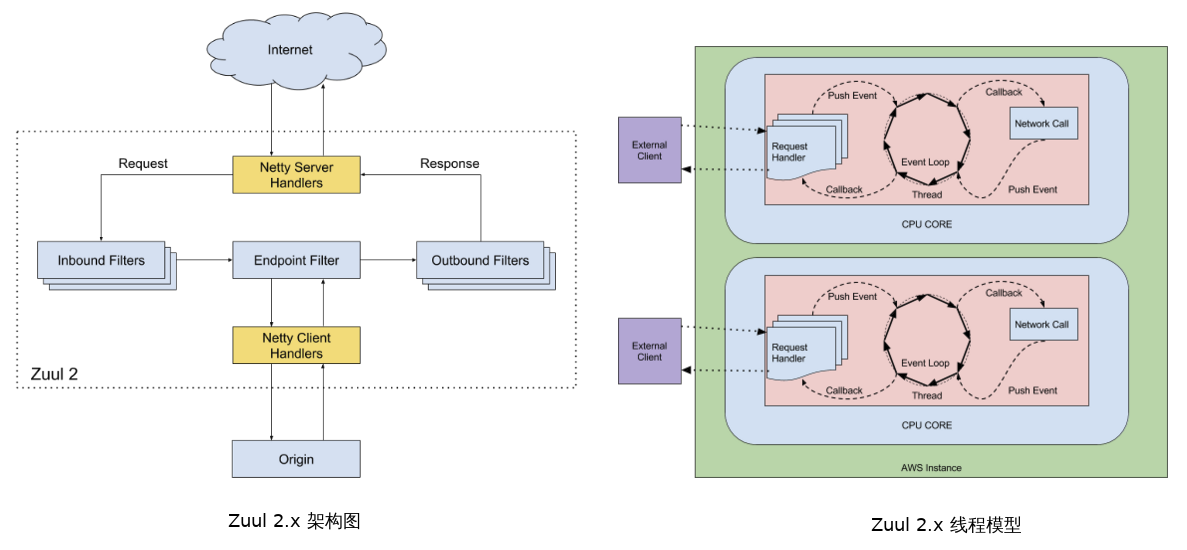 Internet
Request
Netty Server
Handlers
Response
Inbound Filters
Endpoint Filter
Outbound Filters
Netty Client
Handlers
Zuul 2
Origin
Zuul 2.x 架构图
External
Client
Push Event
Callback
Request
Handler
Event Loop
Network Call
Callback
Thread
Push Event
CPU CORE
External
Client
Push Event
Callback
Request
Handler
Event Loop
Network Call
Callback
Thread
Push Event
CPU CORE
AWS Instance
Zuul 2.x 线程模型